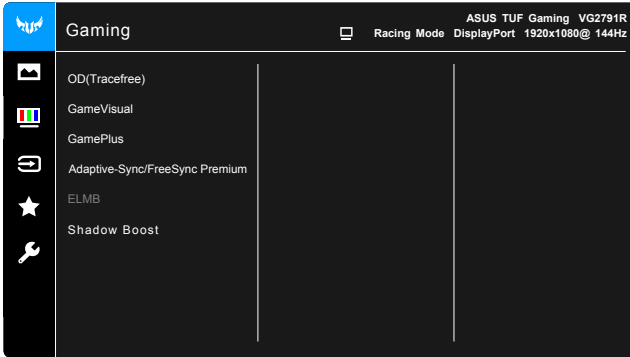 Gaming
ASUS TUF Gaming VG2791R
Racing Mode DisplayPort 1920x1080@ 144Hz
OD(Tracefree)
GameVisual
GamePlus
Adaptive-Sync/FreeSync Premium
ELMB
Shadow Boost